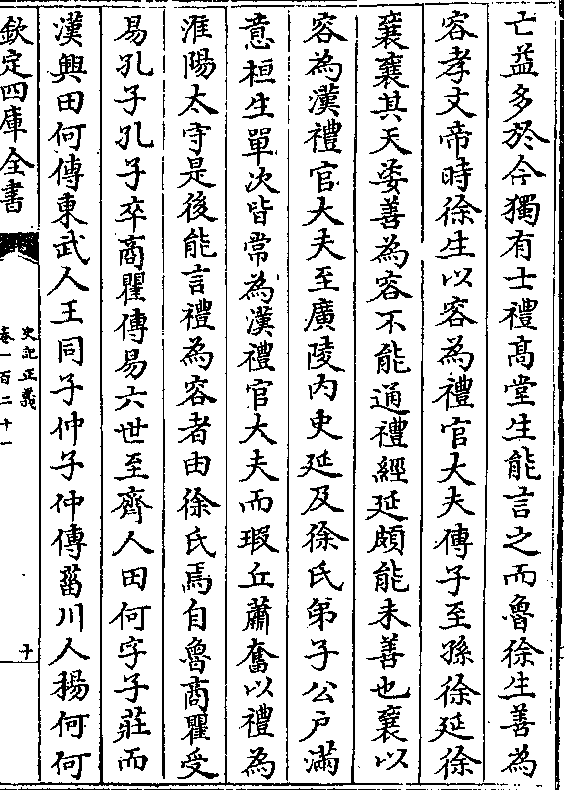 亡益多於今獨有士禮髙堂生能言之而魯徐生善為
容孝文帝時徐生以容為禮官大夫傳子至孫徐延徐
襄襄其天姿善為容不能通禮經延頗能未善也襄以
容為漢禮官大夫至廣陵内史延及徐氏弟子公户滿
意桓生單次皆常為漢禮官大夫而瑕丘蕭奮以禮為
淮陽太守是後能言禮為容者由徐氏焉自魯商瞿受
易孔子孔子卒商瞿傳易六世至齊人田何字子莊而
漢興田何傳東武人王同子仲子仲傳菑川人楊何何
欽定四庫全書
史記正義
卷一百二十一
十